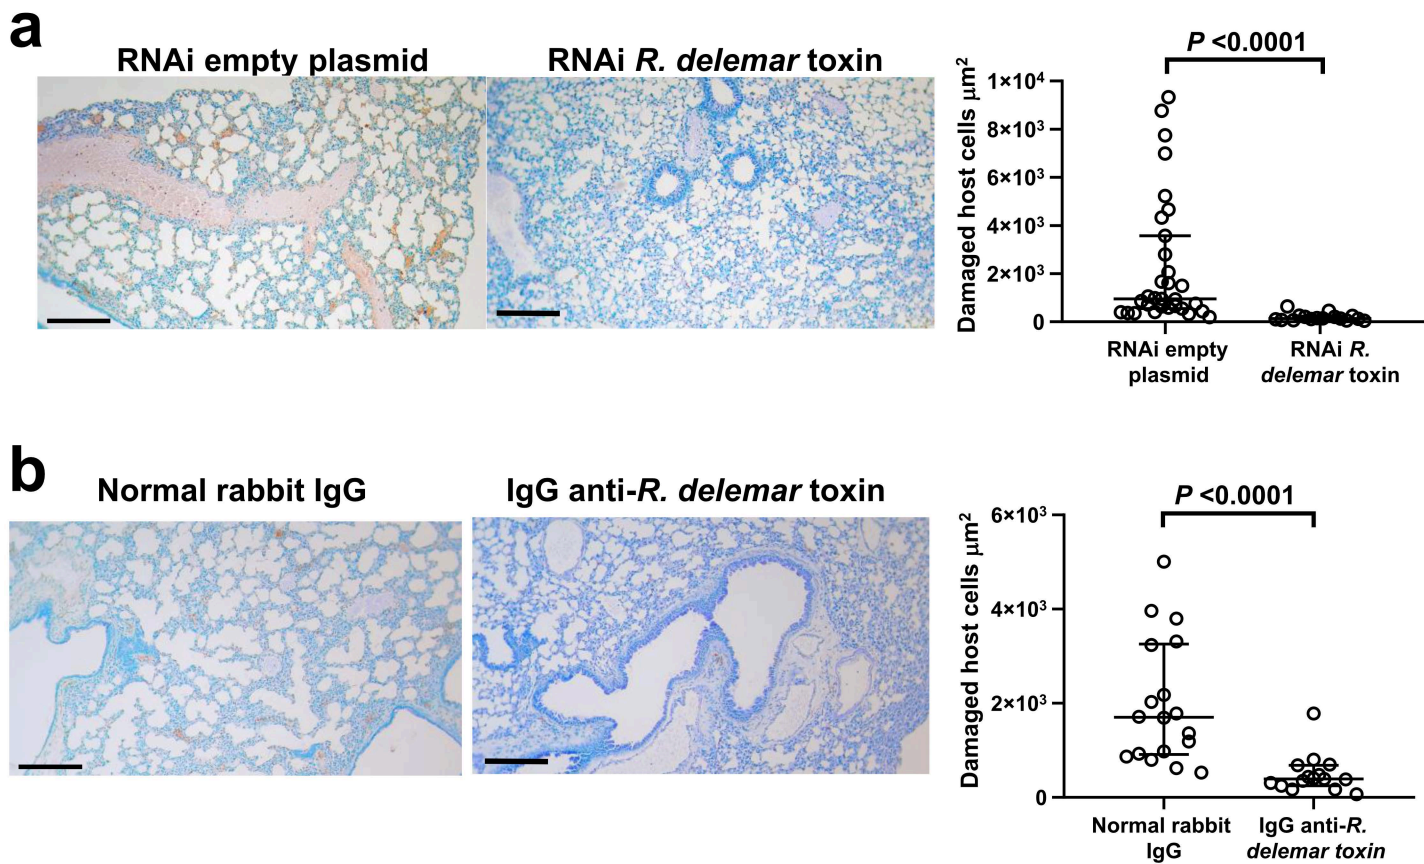 a
RNAi empty plasmid
RNAi R. delemar toxin
P <0.0001
Damaged host cells μm²
1×10⁴
8×10³
6×10³
4×10³
2×10³
0
RNAi empty
plasmid
RNAi R.
delemar toxin
b
Normal rabbit IgG
IgG anti-R. delemar toxin
P <0.0001
Damaged host cells μm²
6×10³
4×10³
2×10³
0
Normal rabbit
IgG
IgG anti-R.
delemar toxin